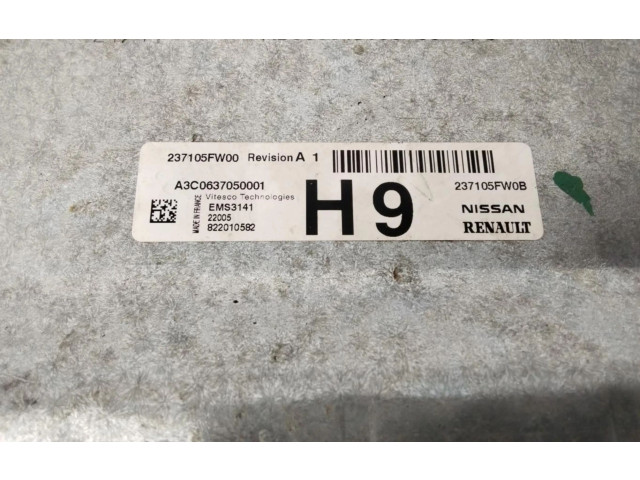 237105FW00 Revision A 1
A3C0637050001
Vitesco Technologies
MADE IN FRANCE
EMS3141
22005
822010582
H9
237105FW0B
NISSAN
RENAULT